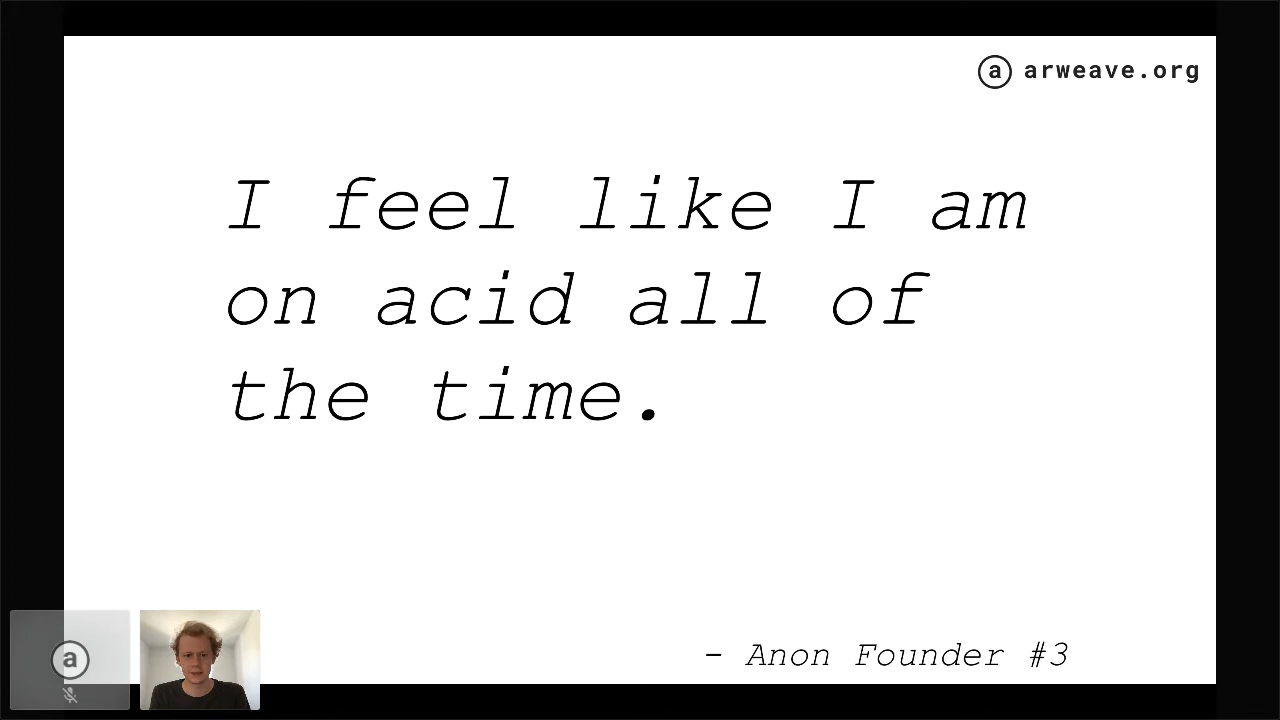 a arweave.org
I feel like I am
on acid all of
the time.
- Anon Founder #3
a